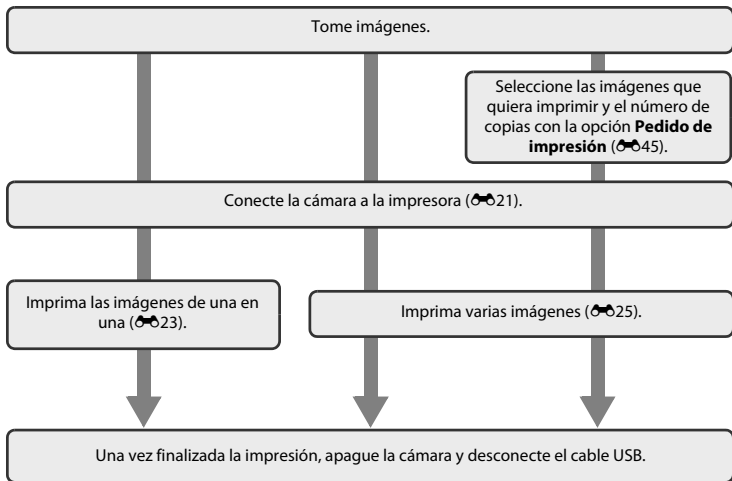 Tome imágenes.
Seleccione las imágenes que
quiera imprimir y el número de
copias con la opción Pedido de
impresión (45).
Conecte la cámara a la impresora (21).
Imprima las imágenes de una en
una (23).
Imprima varias imágenes (25).
Una vez finalizada la impresión, apague la cámara y desconecte el cable USB.